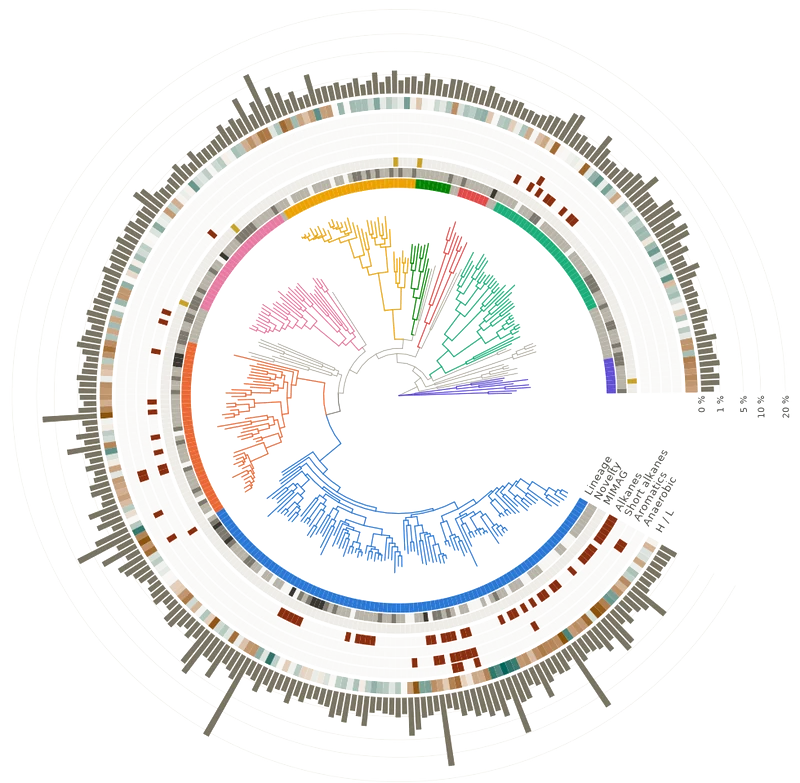 0 %
1 %
5 %
10 %
20 %
Lineage
Novelty
MIMAG
Alkanes
Short alkanes
Aromatics
Anaerobic
H / L